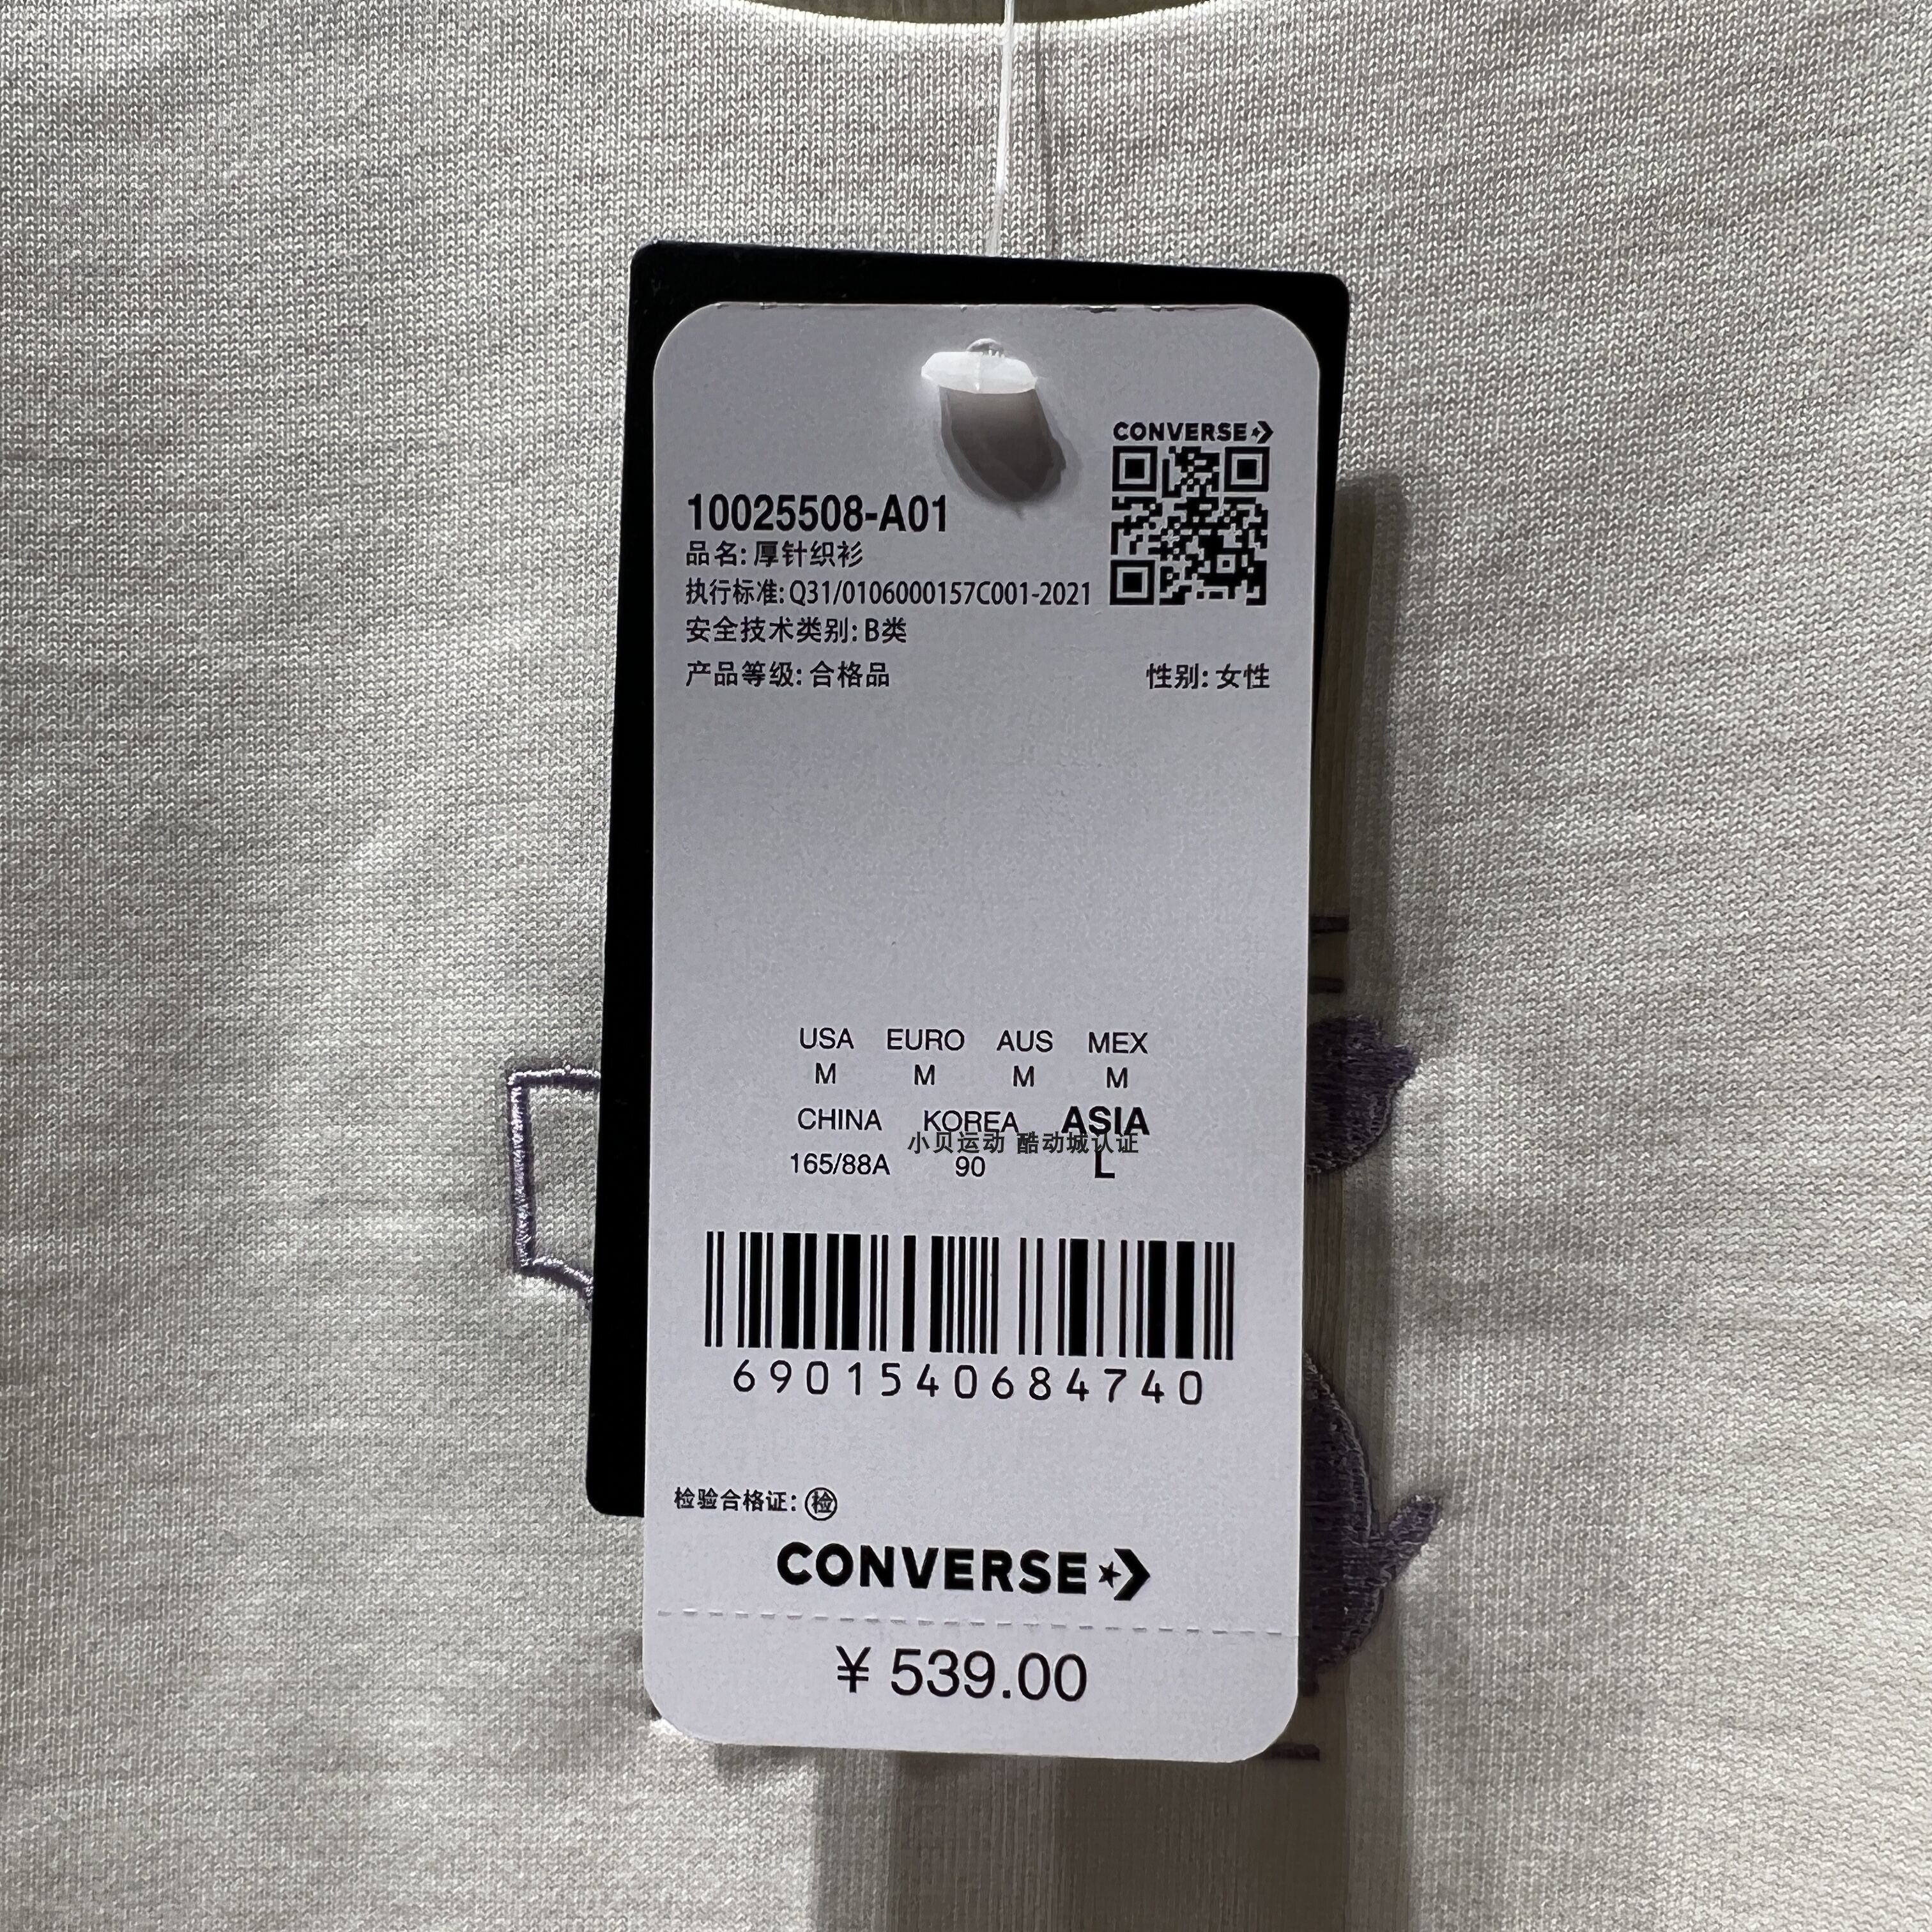 CONVERSE
10025508-A01
品名: 厚针织衫
执行标准: Q31/0106000157C001-2021
安全技术类别: B类
产品等级: 合格品 性别: 女性
USA EURO AUS MEX
M M M M
CHINA KOREA ASIA
小贝运动 酷动城认证
165/88A 90 L
6901540684740
检验合格证: 检
CONVERSE
¥ 539.00